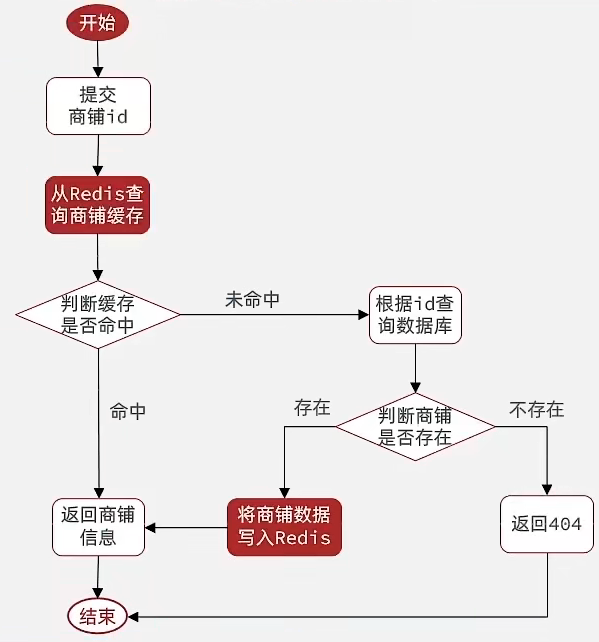 开始
提交
商铺id
从Redis查
询商铺缓存
判断缓存
是否命中
未命中
根据id查
询数据库
命中
存在
判断商铺
是否存在
不存在
返回商铺
信息
将商铺数据
写入Redis
返回404
结束